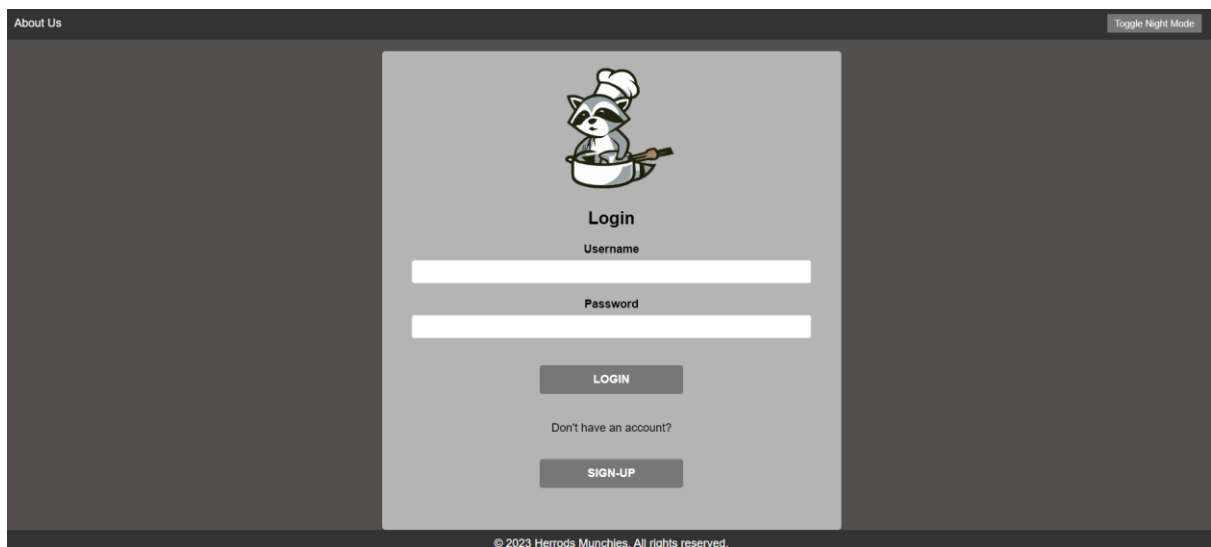 About Us
Toggle Night Mode
Login
Username
Password
LOGIN
Don't have an account?
SIGN-UP
© 2023 Herrods Munchies. All rights reserved.